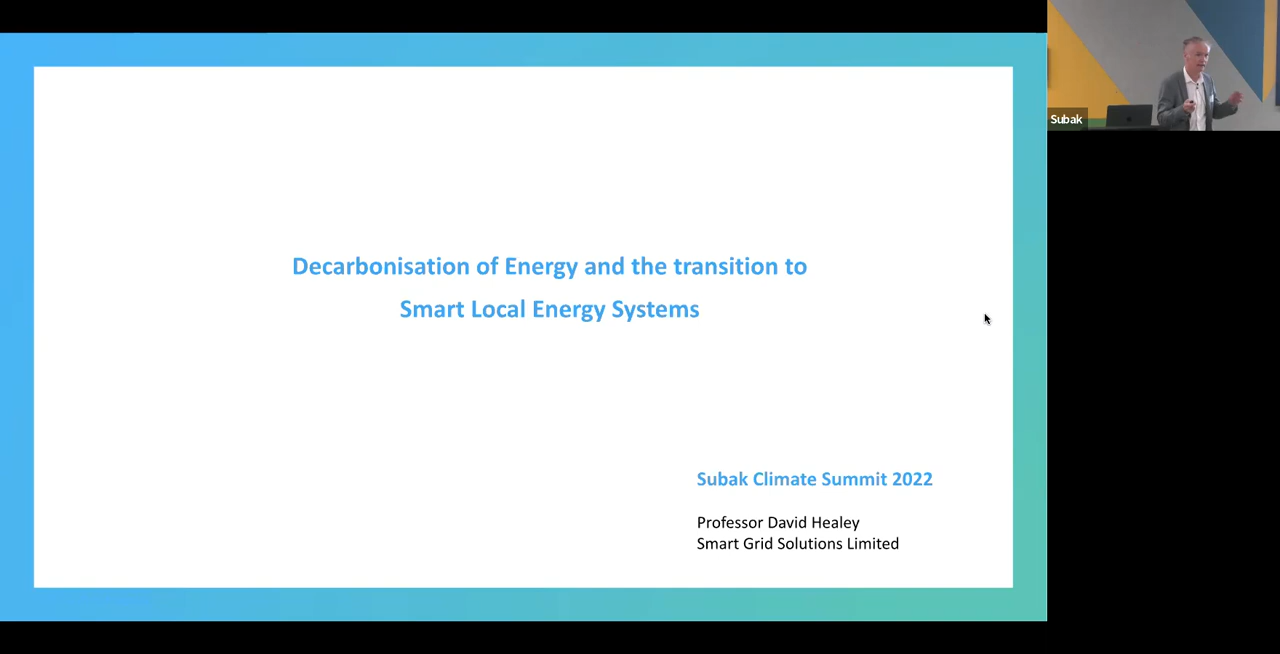 Decarbonisation of Energy and the transition to
Smart Local Energy Systems
Subak Climate Summit 2022
Professor David Healey
Smart Grid Solutions Limited
Subak